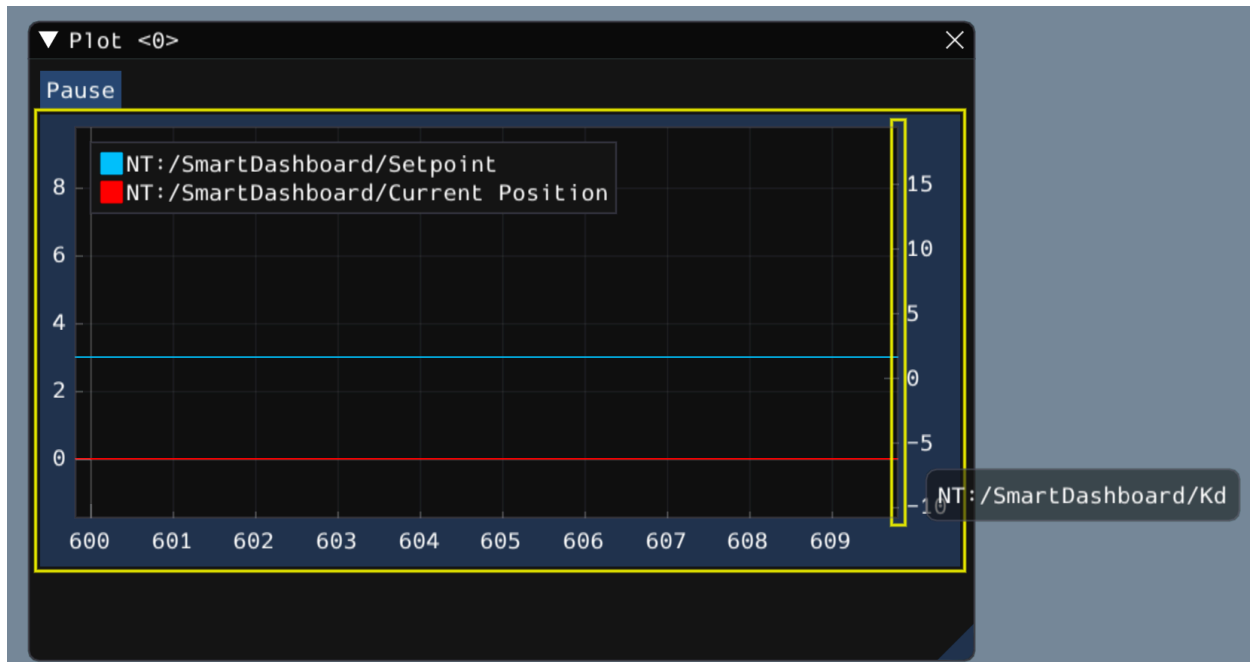 Plot <0>
Pause
NT:/SmartDashboard/Setpoint
NT:/SmartDashboard/Current Position
8
6
4
2
0
15
10
5
0
-5
-10
NT:/SmartDashboard/Kd
600 601 602 603 604 605 606 607 608 609